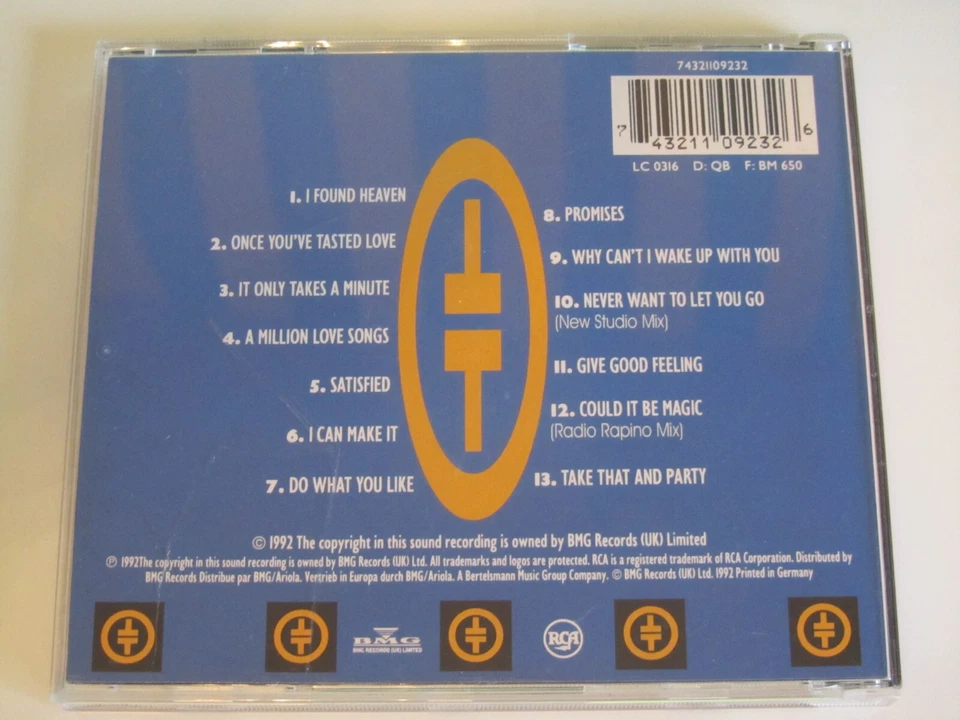 74321109232
7 43211 09232 6
LC 0316 D: QB F: BM 650
1. I FOUND HEAVEN
2. ONCE YOU'VE TASTED LOVE
3. IT ONLY TAKES A MINUTE
4. A MILLION LOVE SONGS
5. SATISFIED
6. I CAN MAKE IT
7. DO WHAT YOU LIKE
8. PROMISES
9. WHY CAN'T I WAKE UP WITH YOU
10. NEVER WANT TO LET YOU GO
(New Studio Mix)
11. GIVE GOOD FEELING
12. COULD IT BE MAGIC
(Radio Rapino Mix)
13. TAKE THAT AND PARTY
© 1992 The copyright in this sound recording is owned by BMG Records (UK) Limited
℗ 1992The copyright in this sound recording is owned by BMG Records (UK) Ltd. All trademarks and logos are protected. RCA is a registered trademark of RCA Corporation. Distributed by
BMG Records Distribue par BMG/Ariola. Vertrieb in Europa durch BMG/Ariola. A Bertelsmann Music Group Company. © BMG Records (UK) Ltd. 1992 Printed in Germany
BMG
BMG RECORDS (UK) LIMITED
RCA